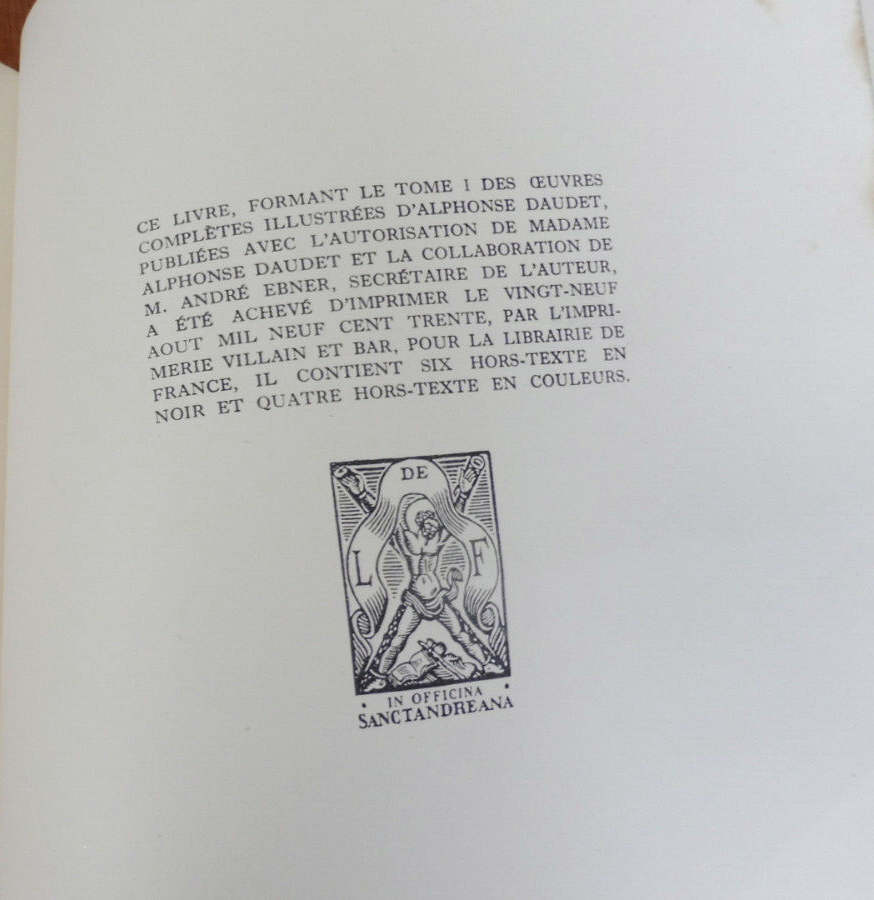 CE LIVRE, FORMANT LE TOME I DES ŒUVRES
COMPLÈTES ILLUSTRÉES D'ALPHONSE DAUDET,
PUBLIÉES AVEC L'AUTORISATION DE MADAME
ALPHONSE DAUDET ET LA COLLABORATION DE
M. ANDRÉ EBNER, SECRÉTAIRE DE L'AUTEUR,
A ÉTÉ ACHEVÉ D'IMPRIMER LE VINGT-NEUF
AOUT MIL NEUF CENT TRENTE, PAR L'IMPRI-
MERIE VILLAIN ET BAR, POUR LA LIBRAIRIE DE
FRANCE, IL CONTIENT SIX HORS-TEXTE EN
NOIR ET QUATRE HORS-TEXTE EN COULEURS.
DE
L F
• IN OFFICINA •
SANCTANDREANA